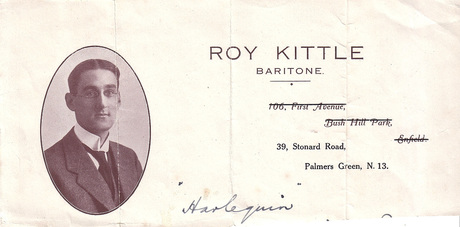 ROY KITTLE
BARITONE.
106, First Avenue,
Bush Hill Park,
Enfield.
39, Stonard Road,
Palmers Green, N. 13.
" Harlequin "